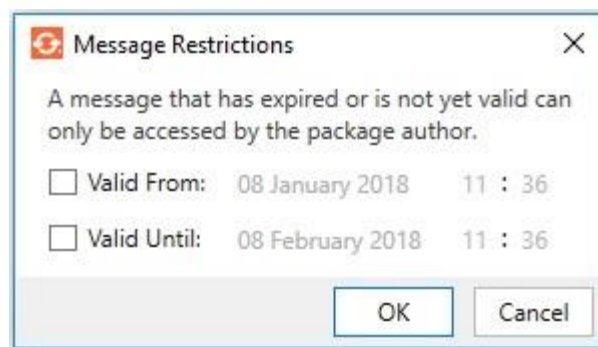 Message Restrictions
A message that has expired or is not yet valid can
only be accessed by the package author.
Valid From: 08 January 2018 11 : 36
Valid Until: 08 February 2018 11 : 36
OK Cancel